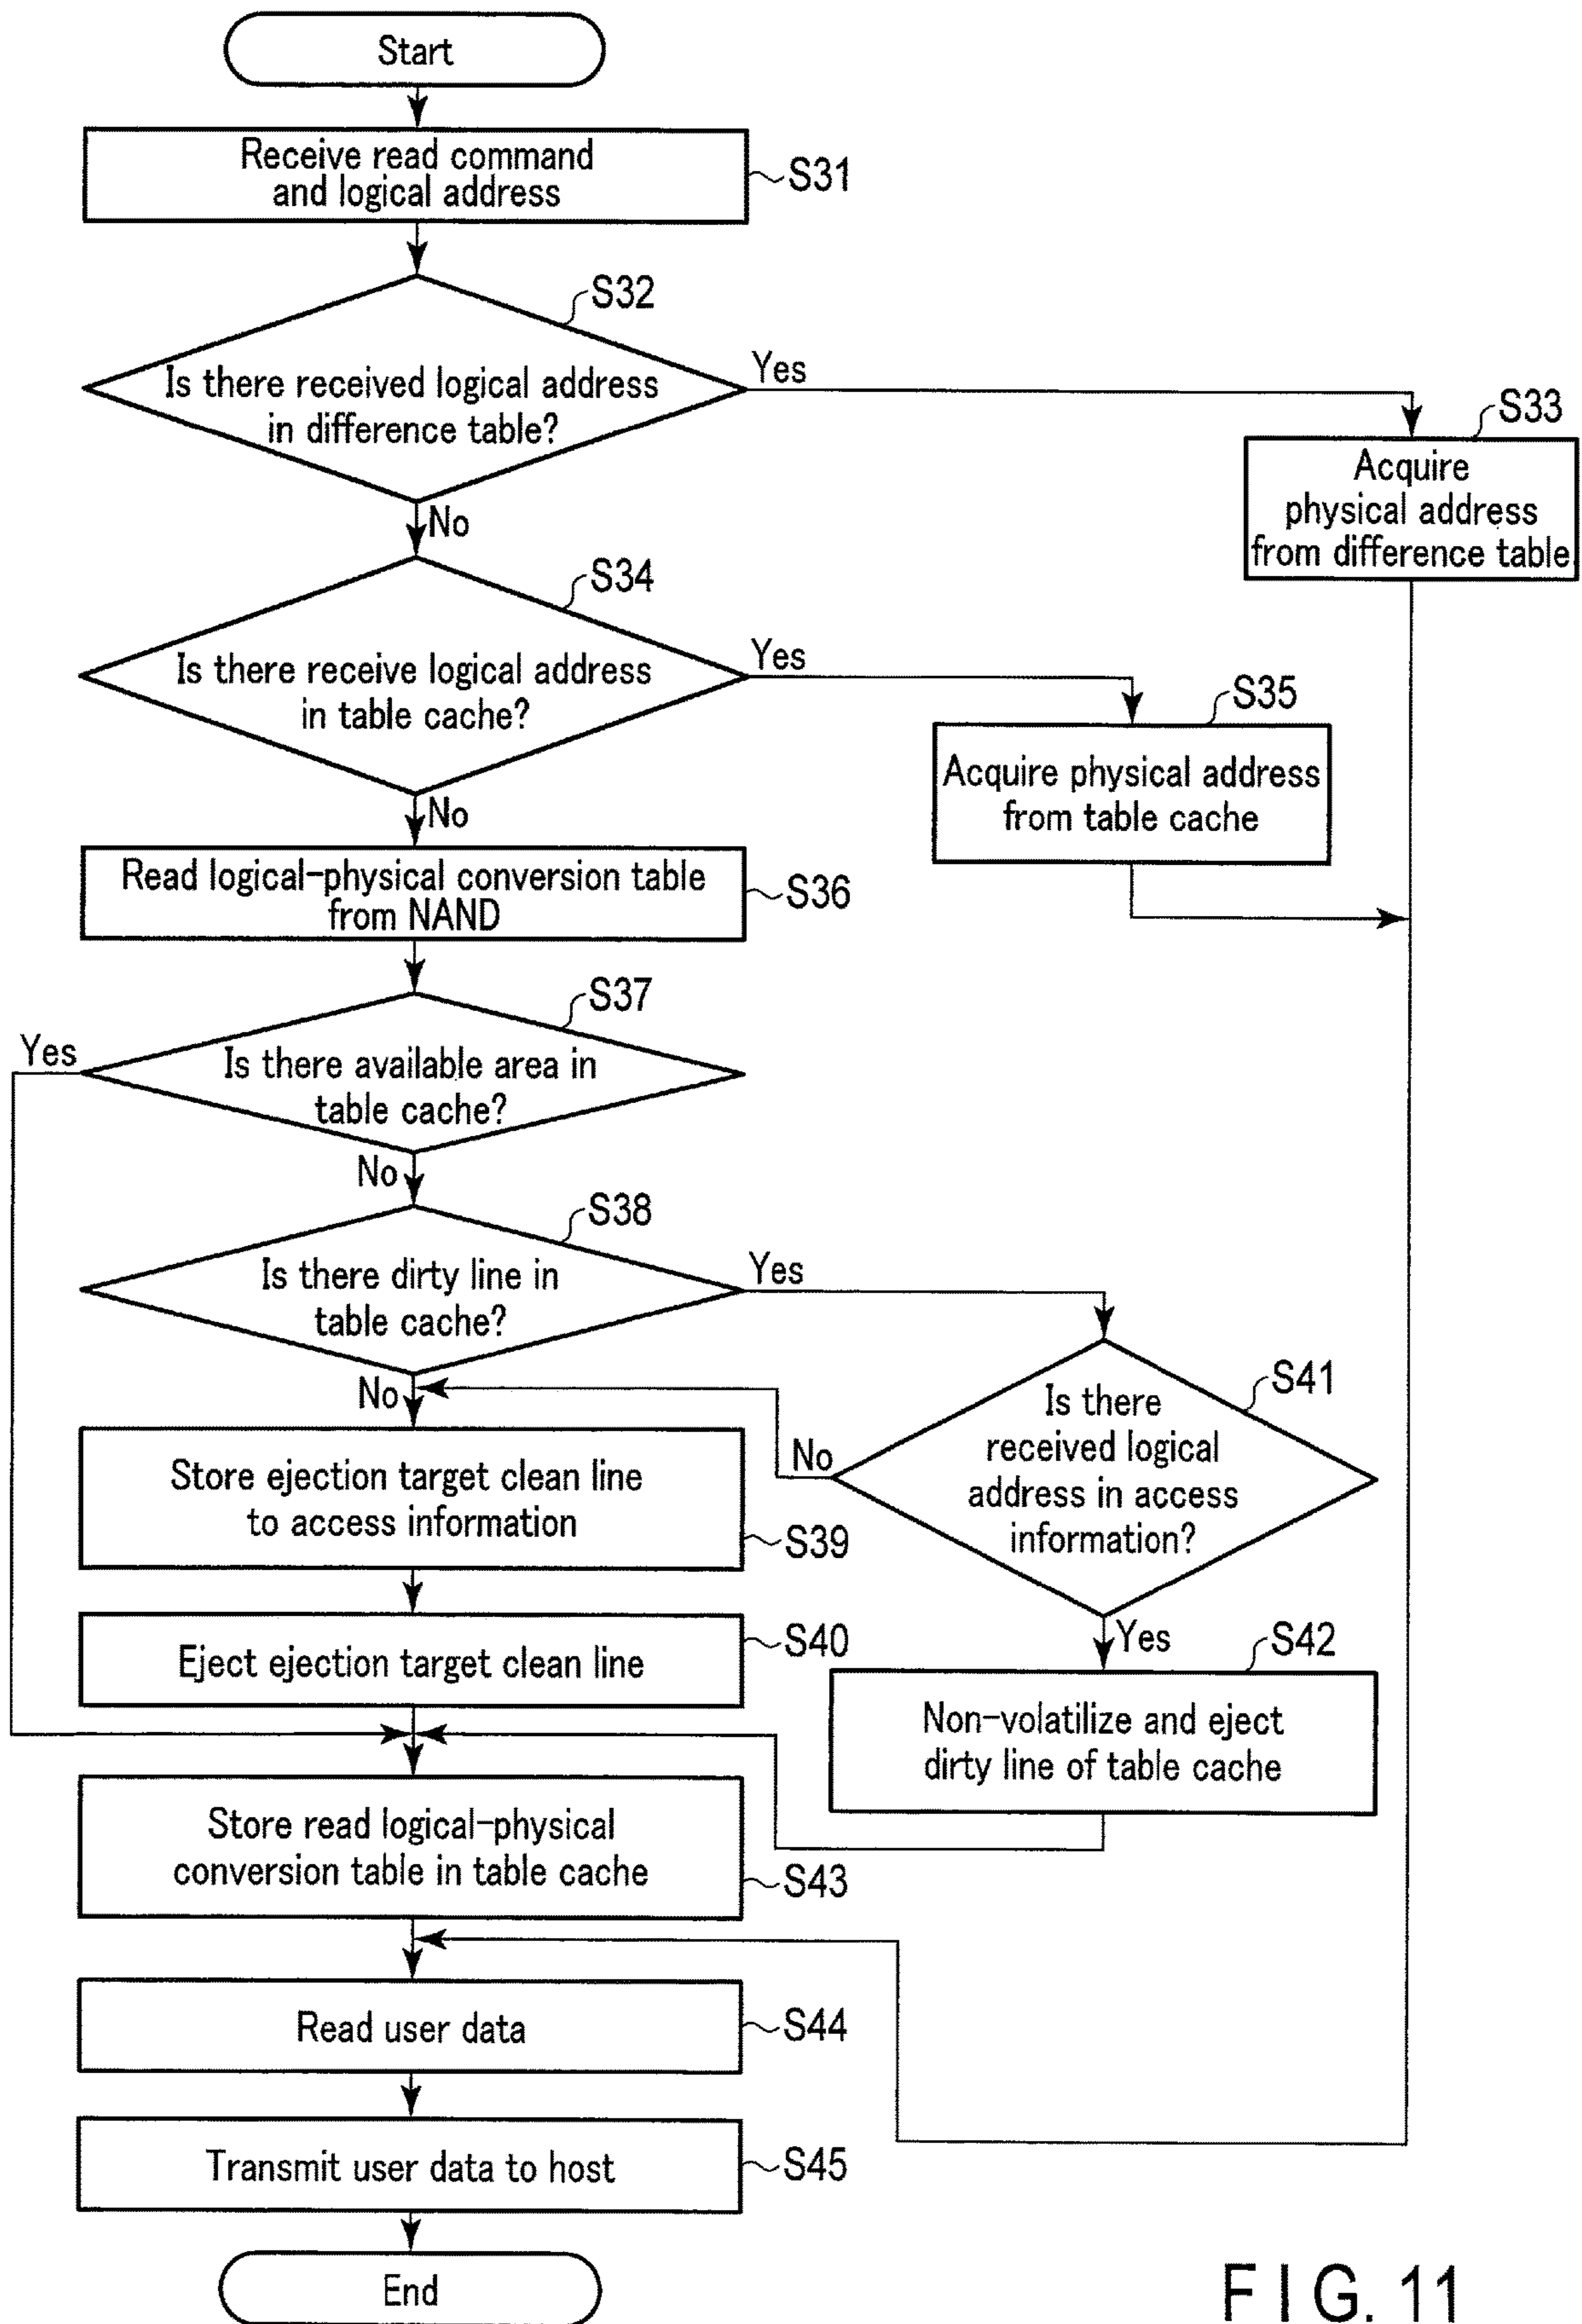 Start
Receive read command
and logical address
S31
S32
Is there received logical address
in difference table?
Yes
No
S33
Acquire
physical address
from difference table
S34
Is there receive logical address
in table cache?
Yes
No
S35
Acquire physical address
from table cache
Read logical-physical conversion table
from NAND
S36
S37
Is there available area in
table cache?
Yes
No
S38
Is there dirty line in
table cache?
Yes
No
S41
Is there
received logical
address in access
information?
No
Yes
Store ejection target clean line
to access information
S39
Eject ejection target clean line
S40
S42
Non-volatilize and eject
dirty line of table cache
Store read logical-physical
conversion table in table cache
S43
Read user data
S44
Transmit user data to host
S45
End
FIG. 11